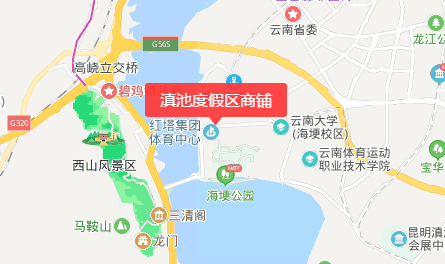 云南省委
龙江公
G56S
高峣立交桥
碧鸡
滇池度假区商铺
G320
红塔集团
体育中心
云南大学
(海埂校区)
西山风景区
云南体育运动
职业技术学院
宝华
HOT
海埂公园
三清阁
马鞍山
龙门
昆明滇
会展中